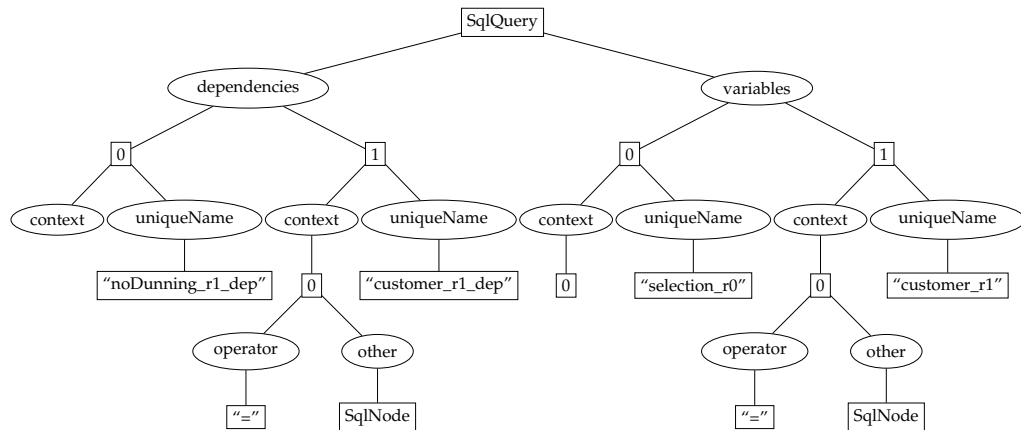 SqlQuery
dependencies variables
0 1 0 1
context uniqueName context uniqueName context uniqueName context uniqueName
“noDunning_r1_dep” 0 “customer_r1_dep” 0 “selection_r0” 0 “customer_r1”
operator other operator other
“=” SqlNode “=” SqlNode